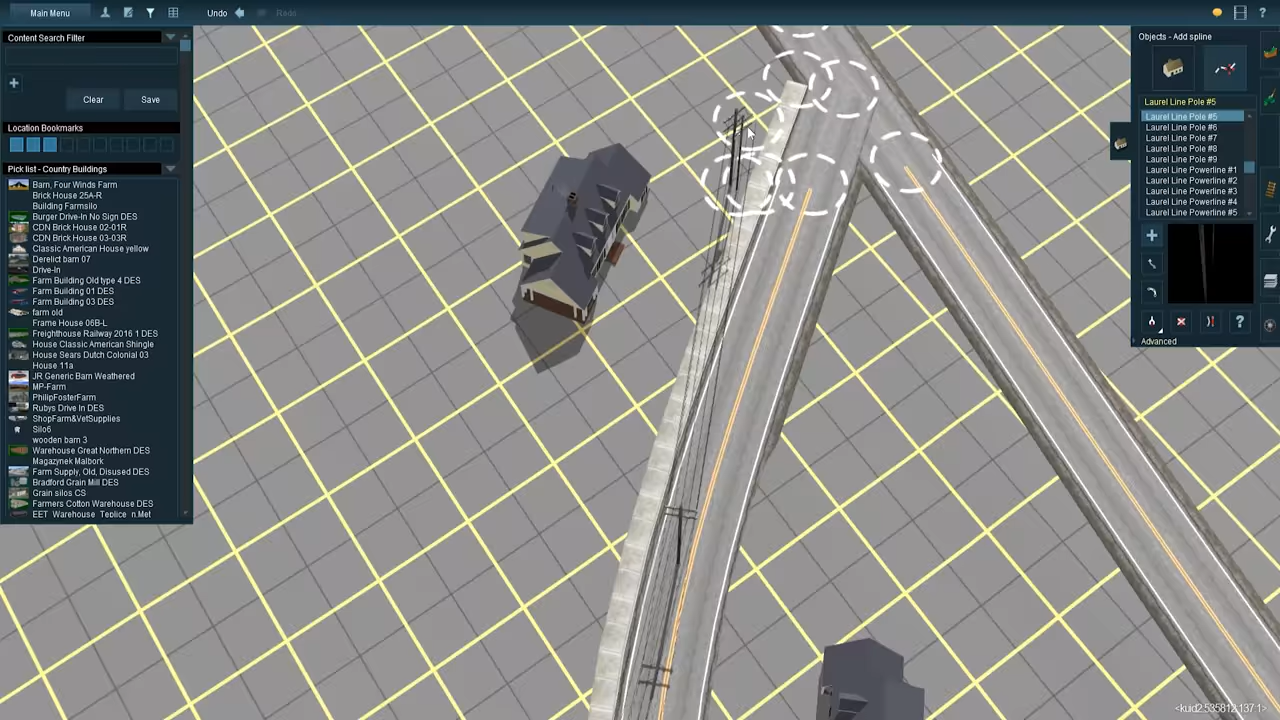 Main Menu
Undo
Redo
Content Search Filter
Clear
Save
Location Bookmarks
Pick list - Country Buildings
Barn, Four Winds Farm
Brick House 25A-R
Building Farmsilo
Burger Drive-In No Sign DES
CDN Brick House 02-01R
CDN Brick House 03-03R
Classic American House yellow
Derelict barn 07
Drive-In
Farm Building Old type 4 DES
Farm Building 01 DES
Farm Building 03 DES
farm old
Frame House 06B-L
Freighthouse Railway 2016 1 DES
House Classic American Shingle
House Sears Dutch Colonial 03
House 11a
JR Generic Barn Weathered
MP-Farm
PhilipFosterFarm
Rubys Drive In DES
ShopFarm&VetSupplies
Silo6
wooden barn 3
Warehouse Great Northern DES
Magazynek Malbork
Farm Supply, Old, Disused DES
Bradford Grain Mill DES
Grain silos CS
Farmers Cotton Warehouse DES
EET_Warehouse_Teplice_n.Met
Objects - Add spline
Laurel Line Pole #5
Laurel Line Pole #5
Laurel Line Pole #6
Laurel Line Pole #7
Laurel Line Pole #8
Laurel Line Pole #9
Laurel Line Powerline #1
Laurel Line Powerline #2
Laurel Line Powerline #3
Laurel Line Powerline #4
Laurel Line Powerline #5
Advanced
<kuid2:535812:137:1>